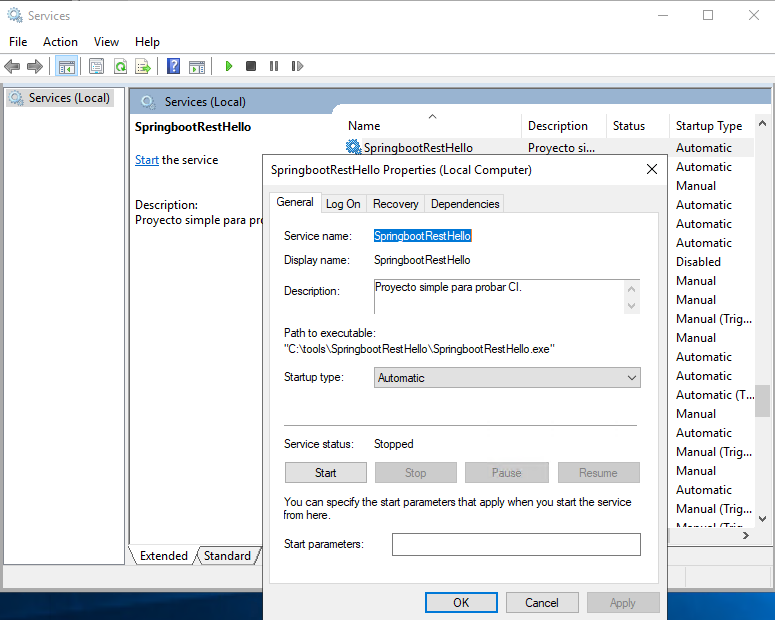 Services
File Action View Help
Services (Local)
Services (Local)
SpringbootRestHello
Start the service
Description:
Proyecto simple para pro
Name Description Status Startup Type
SpringbootRestHello Proyecto si... Automatic
Automatic
Manual
Automatic
Automatic
Automatic
Disabled
Manual
Manual
Manual (Trig...
Manual
Automatic
Automatic
Automatic (T...
Manual
Automatic
Manual (Trig...
Manual
Automatic
Manual (Trig...
Manual (Trig...
SpringbootRestHello Properties (Local Computer)
General Log On Recovery Dependencies
Service name: SpringbootRestHello
Display name: SpringbootRestHello
Description: Proyecto simple para probar CI.
Path to executable:
"C:\tools\SpringbootRestHello\SpringbootRestHello.exe"
Startup type: Automatic
Service status: Stopped
Start Stop Pause Resume
You can specify the start parameters that apply when you start the service
from here.
Start parameters:
OK Cancel Apply
Extended Standard